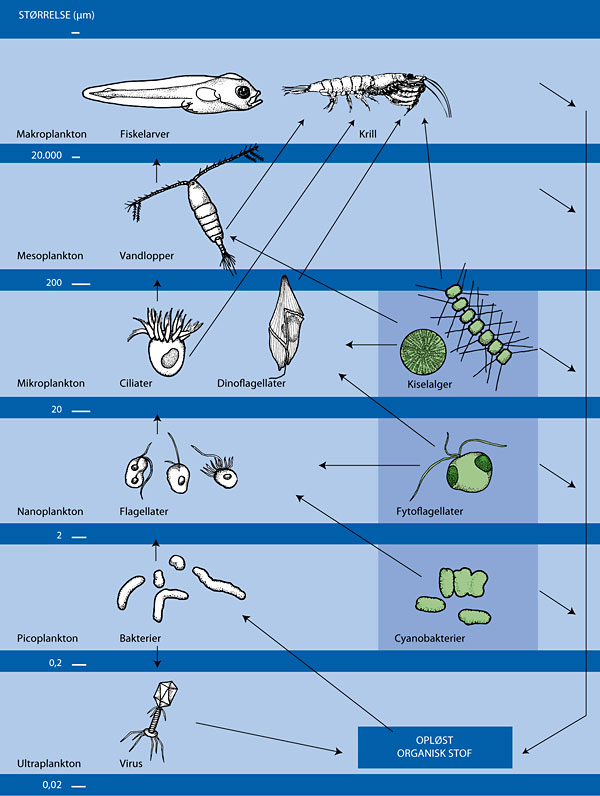 STØRRELSE (µm)
Makroplankton
Fiskelarver
Krill
20.000
Mesoplankton
Vandlopper
200
Mikroplankton
Ciliater
Dinoflagellater
Kiselalger
20
Nanoplankton
Flagellater
Fytoflagellater
2
Picoplankton
Bakterier
Cyanobakterier
0,2
OPLØST
ORGANISK STOF
Ultraplankton
Virus
0,02